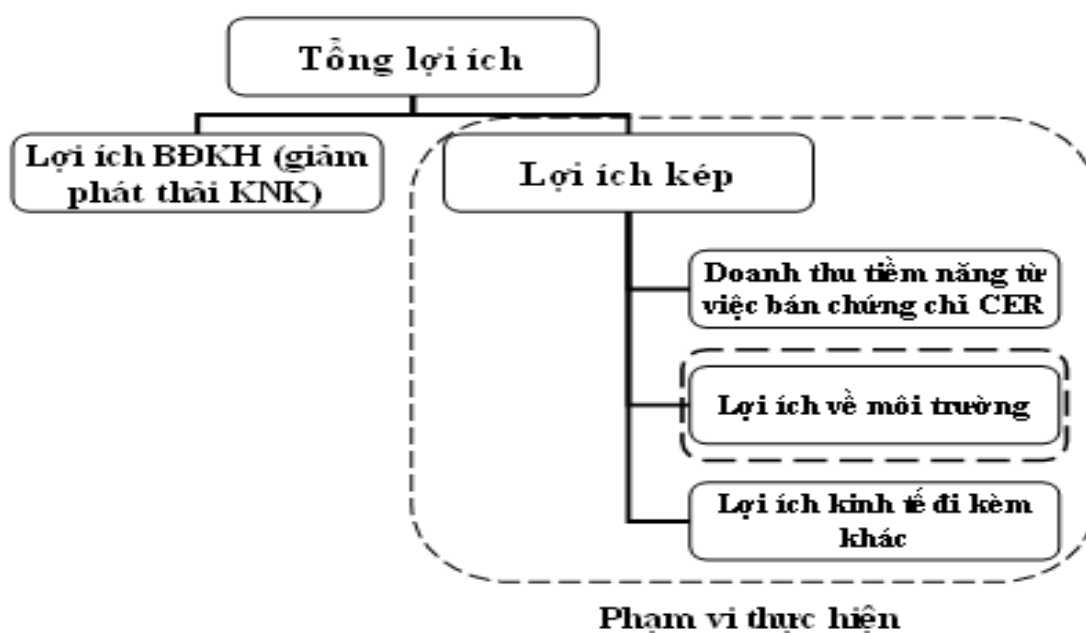 Tổng lợi ích
Lợi ích BĐKH (giảm
phát thải KNK)
Lợi ích kép
Doanh thu tiềm năng từ
việc bán chứng chỉ CER
Lợi ích về môi trường
Lợi ích kinh tế đi kèm
khác
Phạm vi thực hiện